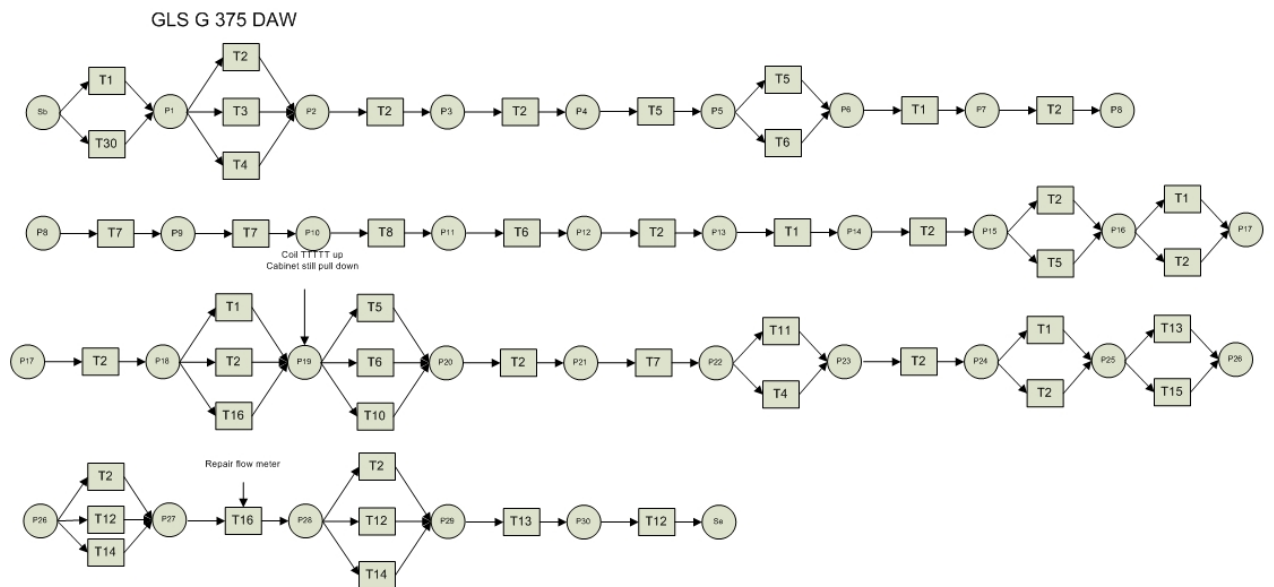 GLS G 375 DAW
T2
T1
T5
Sb
P1
T3
P2
T2
P3
T2
P4
T5
P5
P6
T1
P7
T2
P8
T30
T6
T4
T2
T1
P8
T7
P9
T7
P10
T8
P11
T6
P12
T2
P13
T1
P14
T2
P15
P16
P17
T5
T2
Coil TTTTT up
Cabinet still pull down
T1
T5
T11
T1
T13
P17
T2
P18
T2
P19
T6
P20
T2
P21
T7
P22
P23
T2
P24
P25
P26
T4
T2
T15
T16
T10
Repair flow meter
T2
T2
P26
T12
P27
T16
P28
T12
P29
T13
P30
T12
Se
T14
T14